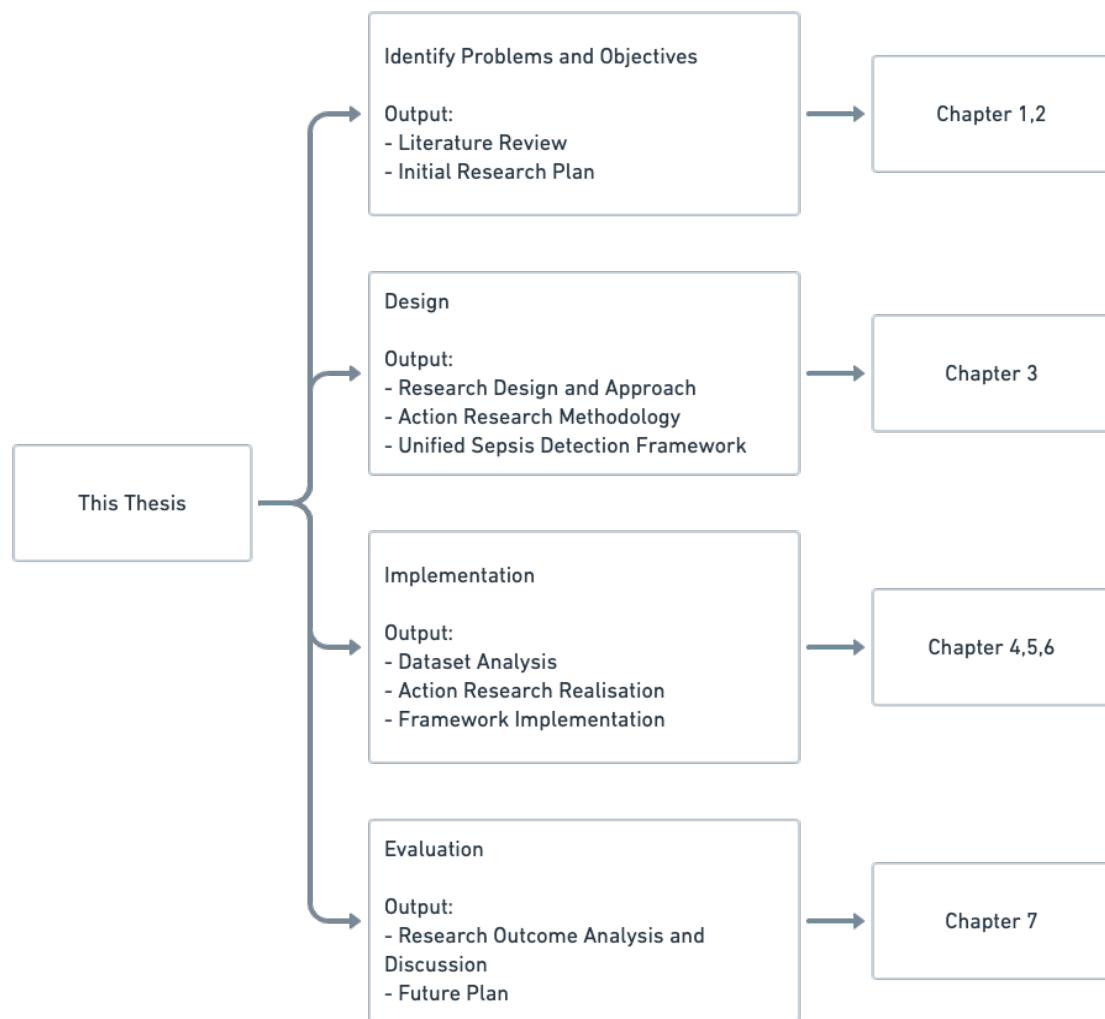 Identify Problems and Objectives
Output:
- Literature Review
- Initial Research Plan
Chapter 1,2
Design
Output:
- Research Design and Approach
- Action Research Methodology
- Unified Sepsis Detection Framework
Chapter 3
This Thesis
Implementation
Output:
- Dataset Analysis
- Action Research Realisation
- Framework Implementation
Chapter 4,5,6
Evaluation
Output:
- Research Outcome Analysis and
Discussion
- Future Plan
Chapter 7